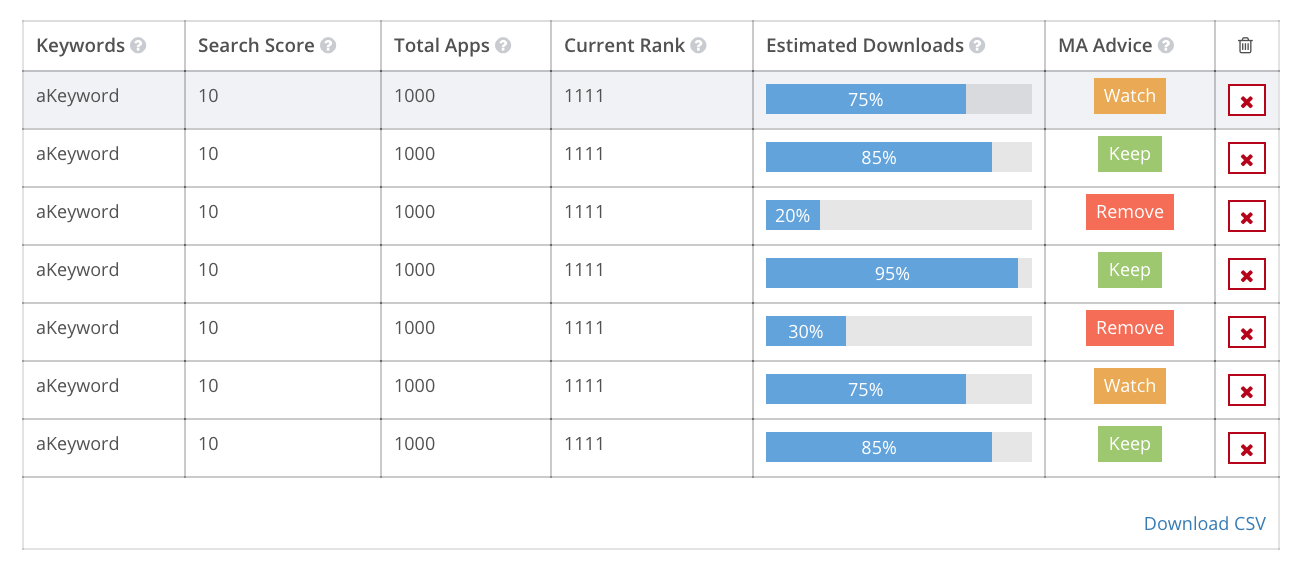 Keywords Search Score Total Apps Current Rank Estimated Downloads MA Advice
aKeyword 10 1000 1111 75% Watch
aKeyword 10 1000 1111 85% Keep
aKeyword 10 1000 1111 20% Remove
aKeyword 10 1000 1111 95% Keep
aKeyword 10 1000 1111 30% Remove
aKeyword 10 1000 1111 75% Watch
aKeyword 10 1000 1111 85% Keep
Download CSV